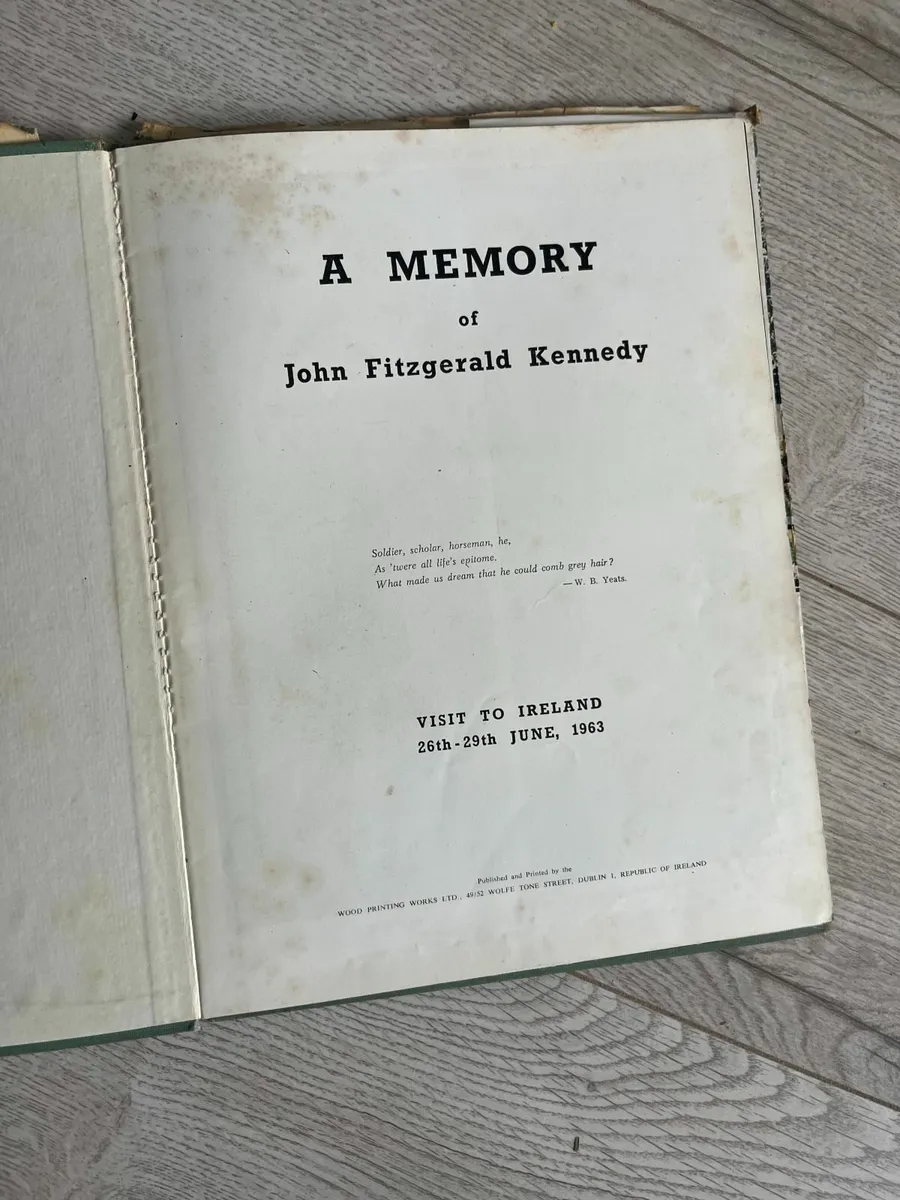 A MEMORY
of
John Fitzgerald Kennedy
Soldier, scholar, horseman, he,
As 'twere all life's epitome.
What made us dream that he could comb grey hair?
— W. B. Yeats.
VISIT TO IRELAND
26th - 29th JUNE, 1963
Published and Printed by the
WOOD PRINTING WORKS LTD., 49/52 WOLFE TONE STREET, DUBLIN 1, REPUBLIC OF IRELAND